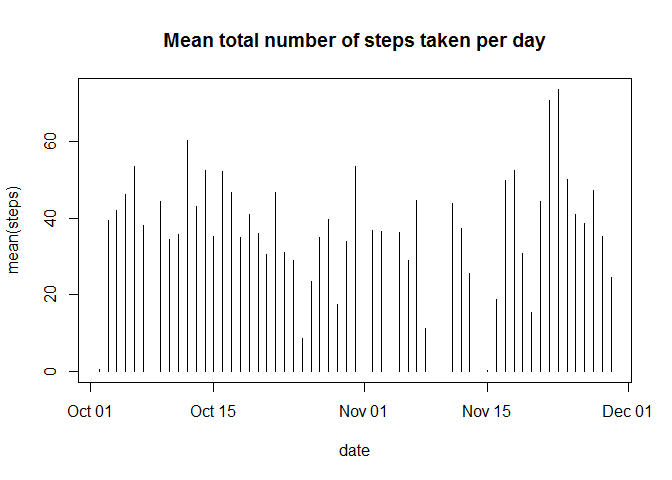 Mean total number of steps taken per day
mean(steps)
60
40
20
0
Oct 01 Oct 15 Nov 01 Nov 15 Dec 01
date